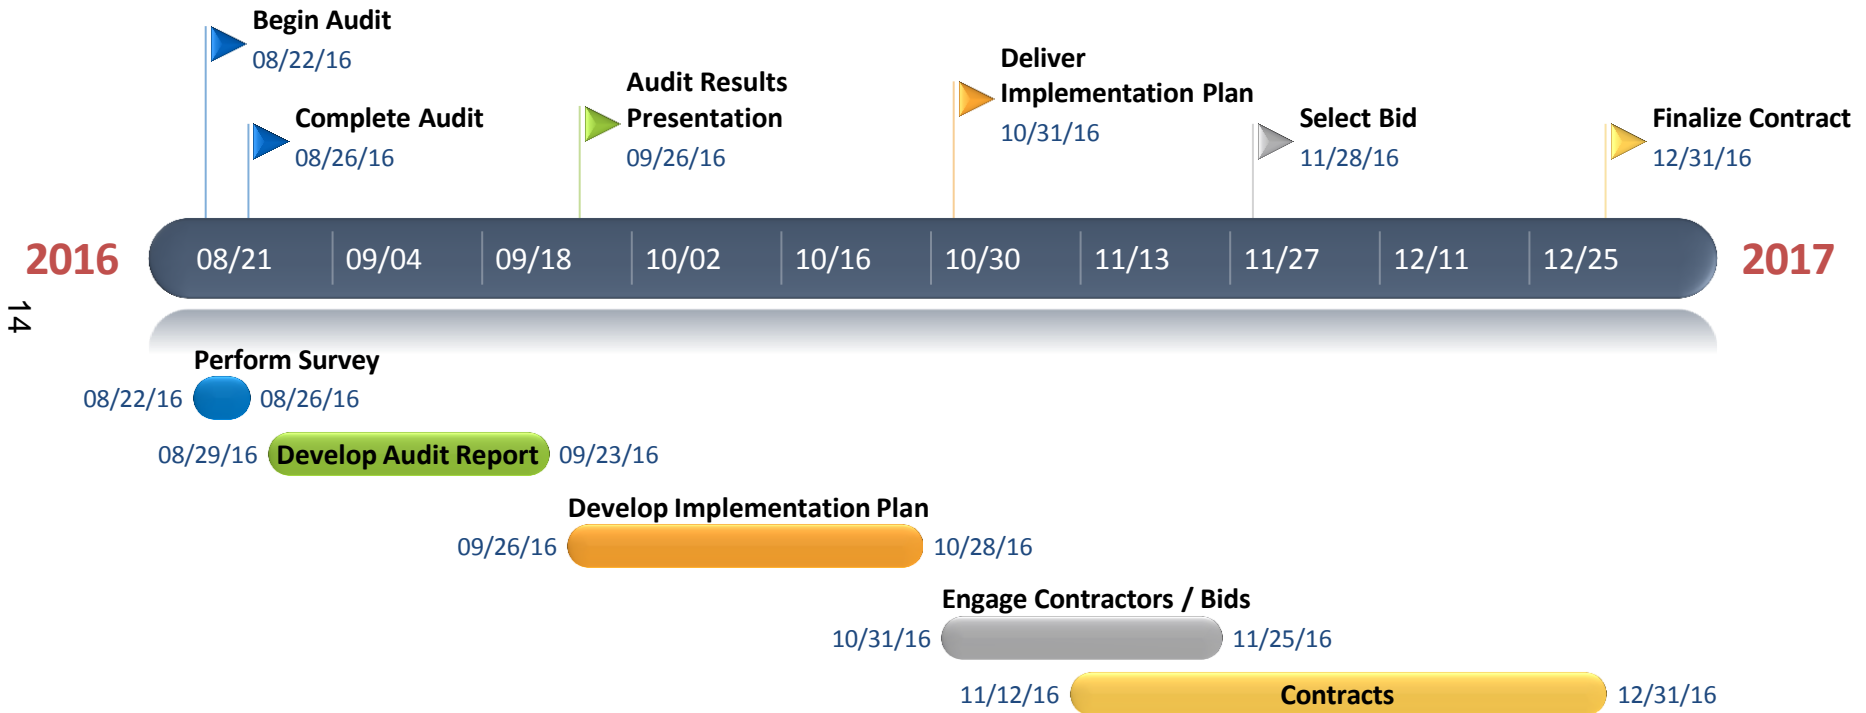 Begin Audit
08/22/16
Complete Audit
08/26/16
Audit Results
Presentation
09/26/16
Deliver
Implementation Plan
10/31/16
Select Bid
11/28/16
Finalize Contract
12/31/16
2016 08/21 09/04 09/18 10/02 10/16 10/30 11/13 11/27 12/11 12/25 2017
14
Perform Survey
08/22/16 08/26/16
08/29/16 Develop Audit Report 09/23/16
Develop Implementation Plan
09/26/16 10/28/16
Engage Contractors / Bids
10/31/16 11/25/16
11/12/16 Contracts 12/31/16